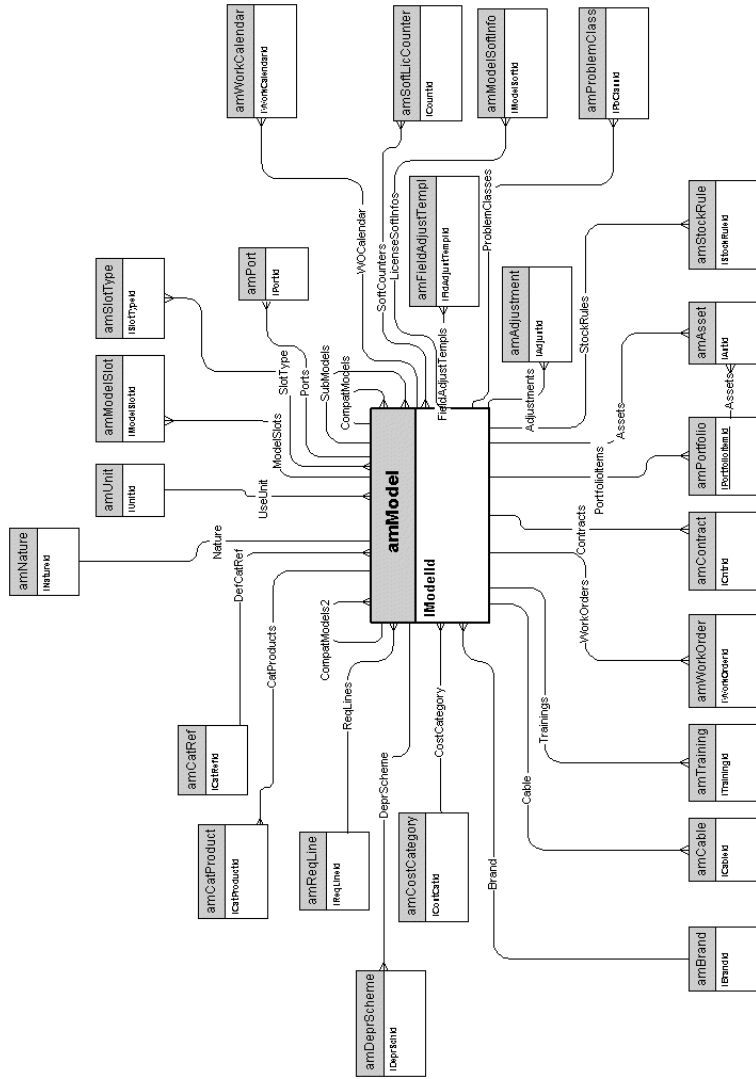 amNature
lNatureId
amUnit
lUnitId
amModelSlot
lModelSlotId
amSlotType
lSlotTypeId
amPort
lPortId
amWorkCalendar
lWorkCalendarId
amCatRef
lCatRefId
amCatProduct
lCatProductId
amReqLine
lReqLineId
amCostCategory
lCostCatId
amDeprScheme
lDeprSchId
amSoftLicCounter
lCountId
amModelSoftInfo
lModelSoftId
amProblemClass
lPbClassId
amFieldAdjustTempl
lFldAdjustTemplId
amAdjustment
lAdjustId
Nature
DefCatRef
CatProducts
CompatModels2
ReqLines
DeprScheme
CostCategory
Brand
UseUnit
ModelSlots
SlotType
Ports
SubModels
CompatModels
WOCalendar
SoftCounters
LicenseSoftInfos
FieldAdjustTempls
ProblemClasses
Adjustments
amModel
lModelId
StockRules
Assets
PortfolioItems
Contracts
WorkOrders
Trainings
Cable
amBrand
lBrandId
amCable
lCableId
amTraining
lTrainingId
amWorkOrder
lWorkOrderId
amContract
lCntrId
amPortfolio
lPortfolioItemId
Assets
amAsset
lAstId
amStockRule
lStockRuleId